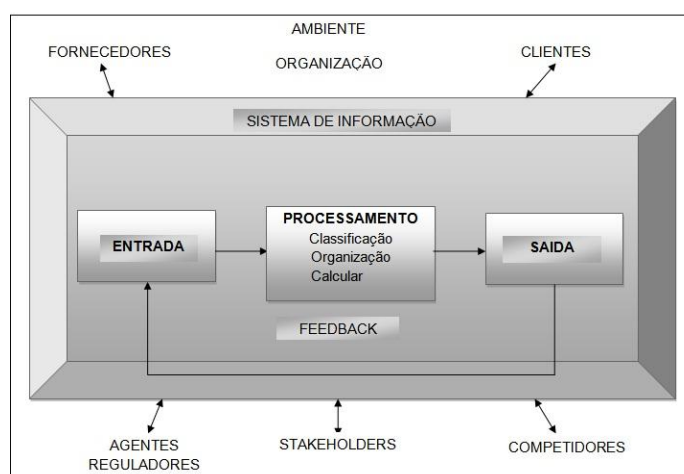 AMBIENTE
FORNECEDORES
CLIENTES
ORGANIZAÇÃO
SISTEMA DE INFORMAÇÃO
PROCESSAMENTO
Classificação
Organização
Calcular
ENTRADA
SAIDA
FEEDBACK
AGENTES
REGULADORES
STAKEHOLDERS
COMPETIDORES